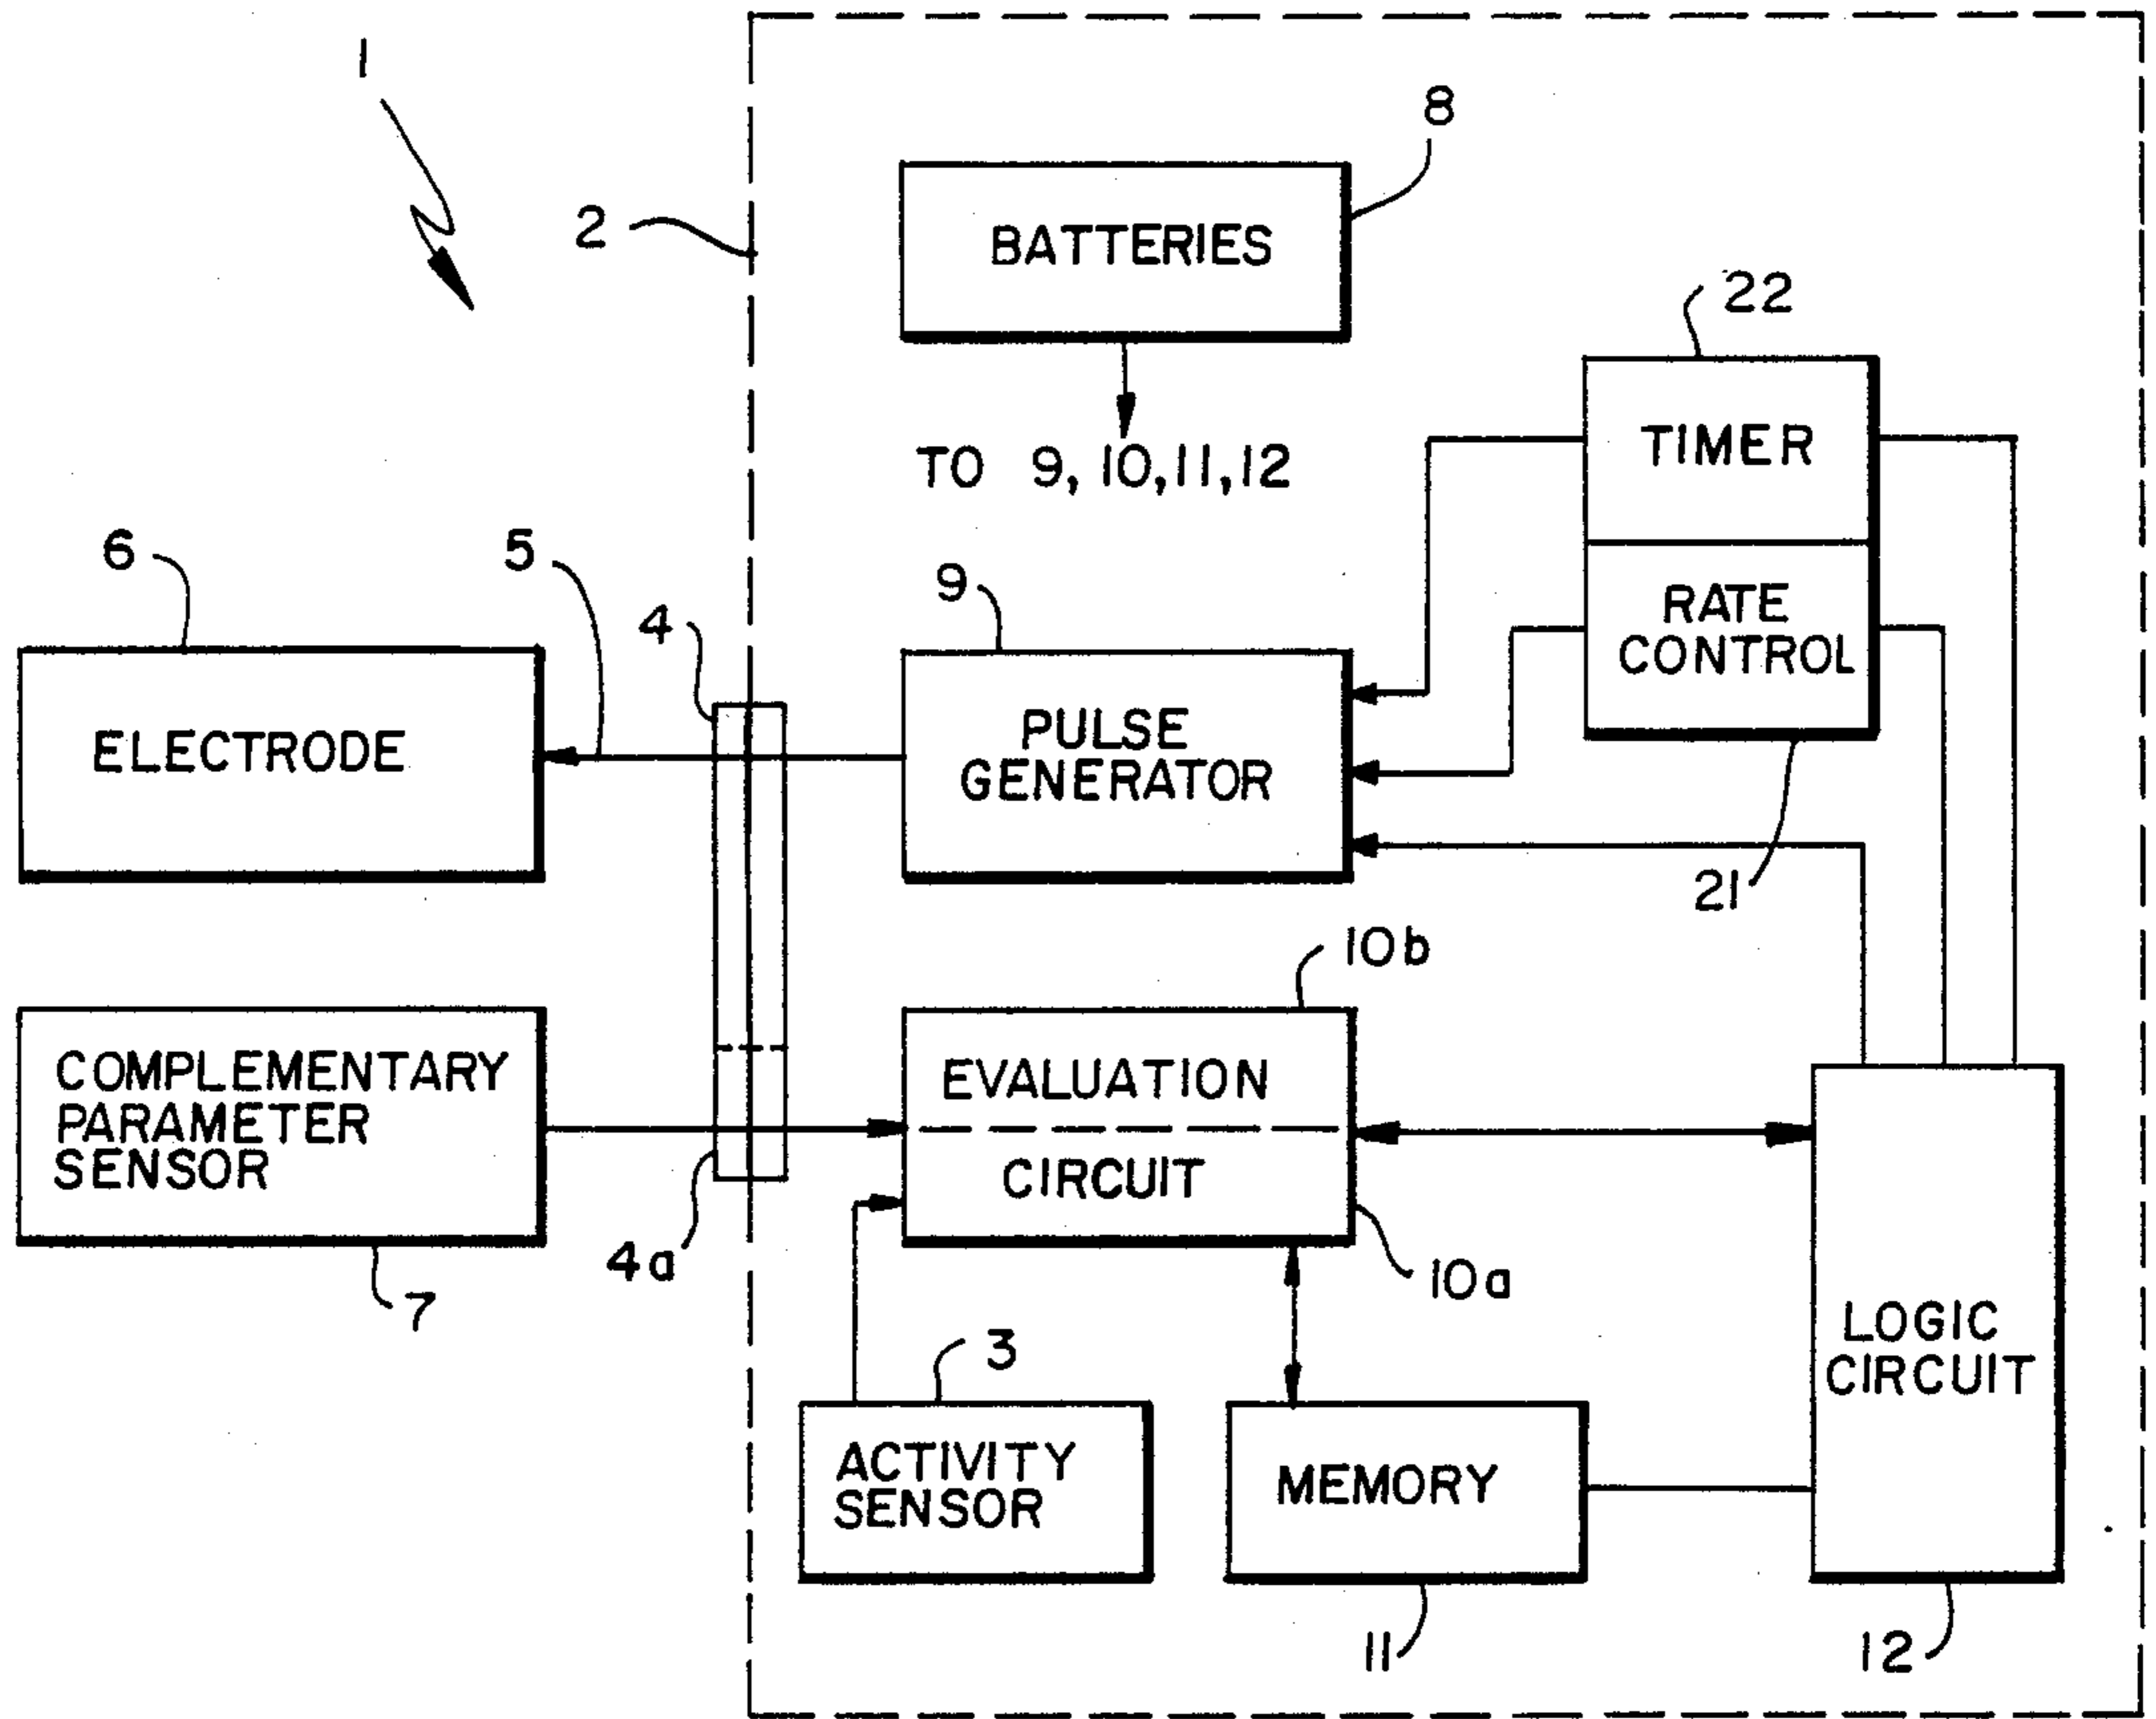 1
2
8
BATTERIES
TO 9, 10, 11, 12
22
TIMER
RATE
CONTROL
21
6
5
4
9
ELECTRODE
PULSE
GENERATOR
10b
COMPLEMENTARY
PARAMETER
SENSOR
7
4a
EVALUATION
CIRCUIT
10a
3
ACTIVITY
SENSOR
MEMORY
11
LOGIC
CIRCUIT
12